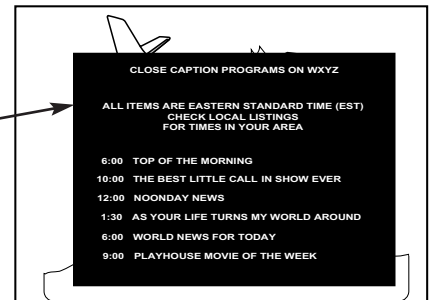 CLOSE CAPTION PROGRAMS ON WXYZ
ALL ITEMS ARE EASTERN STANDARD TIME (EST)
CHECK LOCAL LISTINGS
FOR TIMES IN YOUR AREA
6:00 TOP OF THE MORNING
10:00 THE BEST LITTLE CALL IN SHOW EVER
12:00 NOONDAY NEWS
1:30 AS YOUR LIFE TURNS MY WORLD AROUND
6:00 WORLD NEWS FOR TODAY
9:00 PLAYHOUSE MOVIE OF THE WEEK